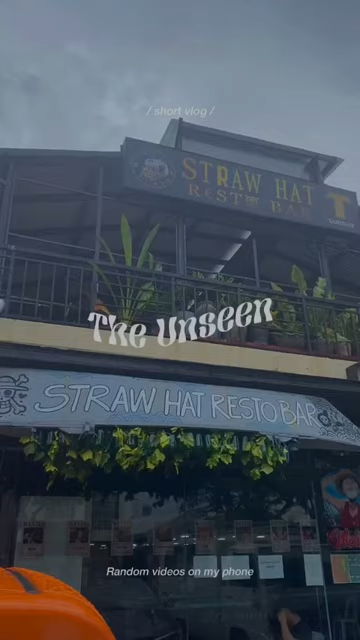 / short vlog /
STRAW HAT
RESTO BAR
The Unseen
STRAW HAT RESTO BAR
Random videos on my phone